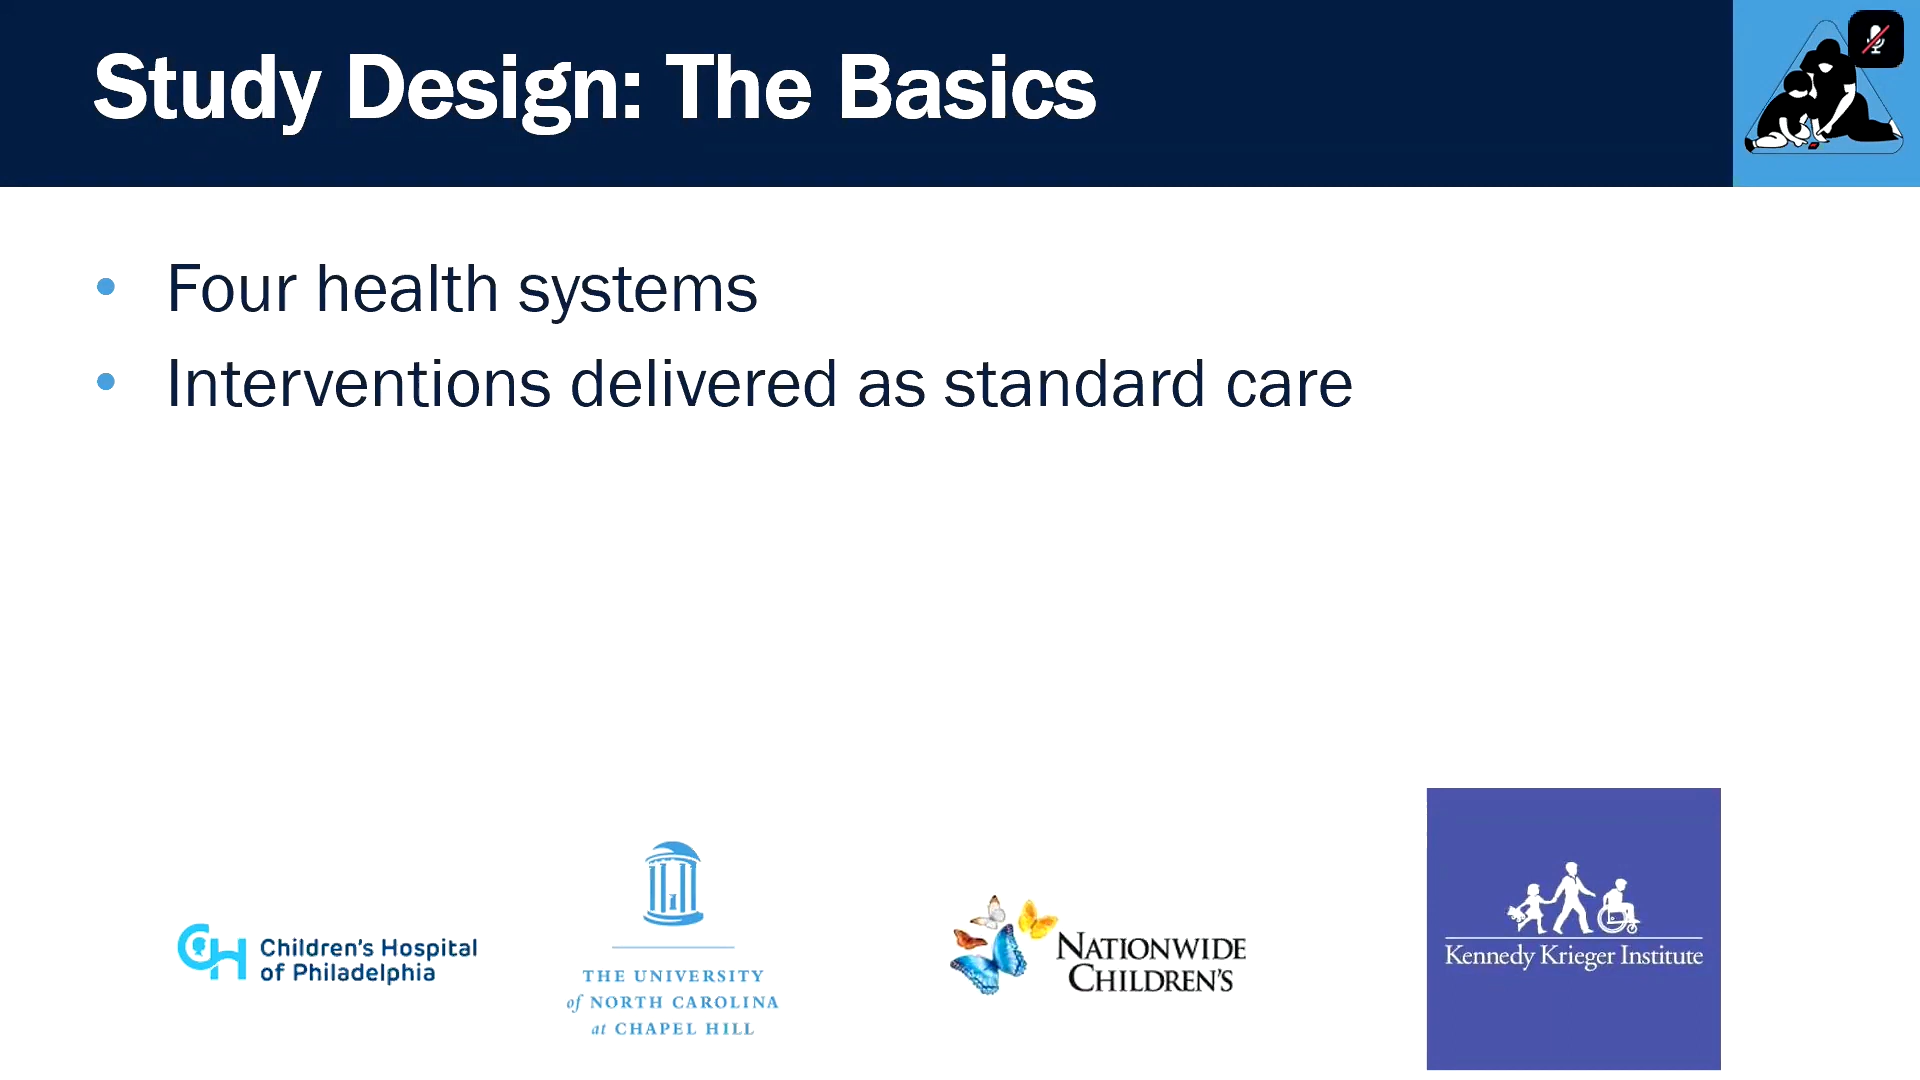 Study Design: The Basics
• Four health systems
• Interventions delivered as standard care
Children's Hospital
of Philadelphia
THE UNIVERSITY
of NORTH CAROLINA
at CHAPEL HILL
NATIONWIDE
CHILDREN'S
Kennedy Krieger Institute